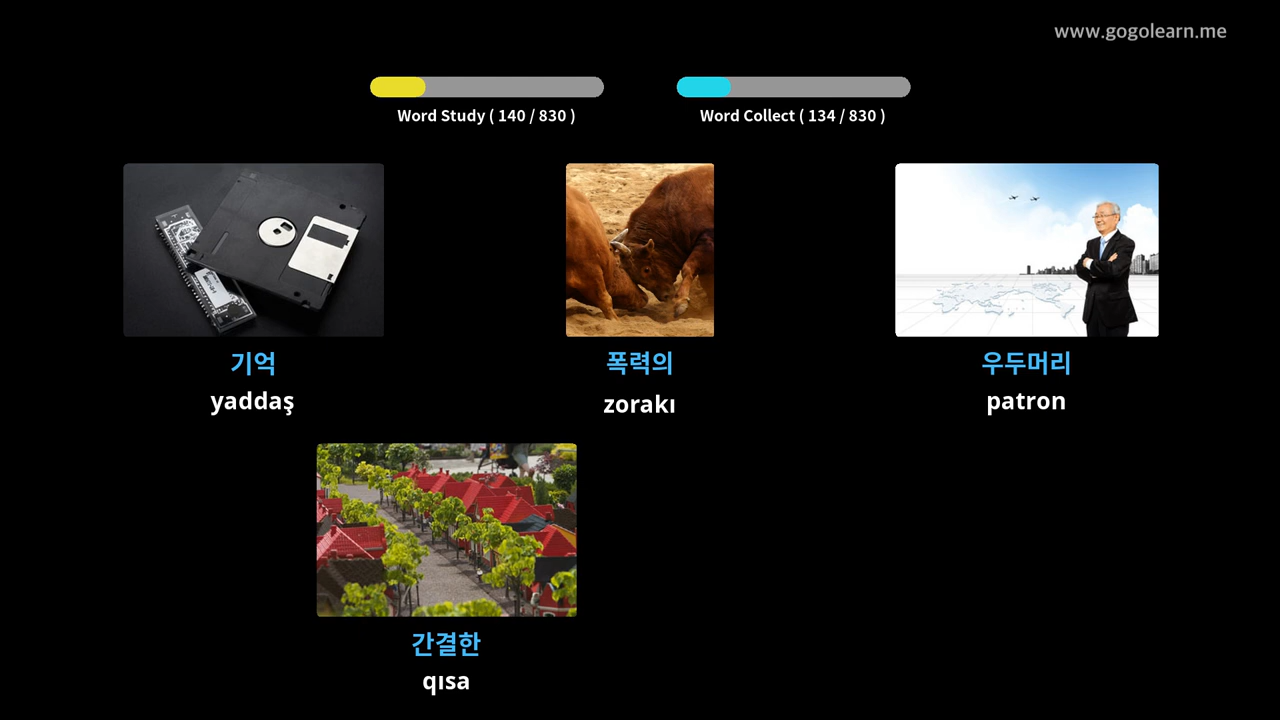 www.gogolearn.me
Word Study ( 140 / 830 )
Word Collect ( 134 / 830 )
기억
yaddaş
폭력의
zorakı
우두머리
patron
간결한
qısa